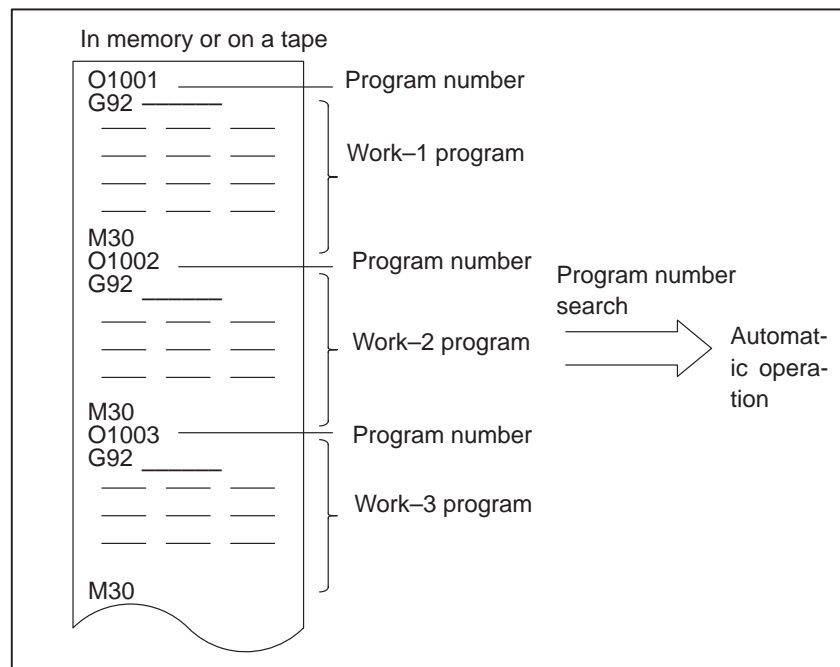 In memory or on a tape
O1001
Program number
G92
Work–1 program
M30
O1002
Program number
G92
Work–2 program
M30
O1003
Program number
G92
Work–3 program
M30
Program number
search
Automat-
ic opera-
tion